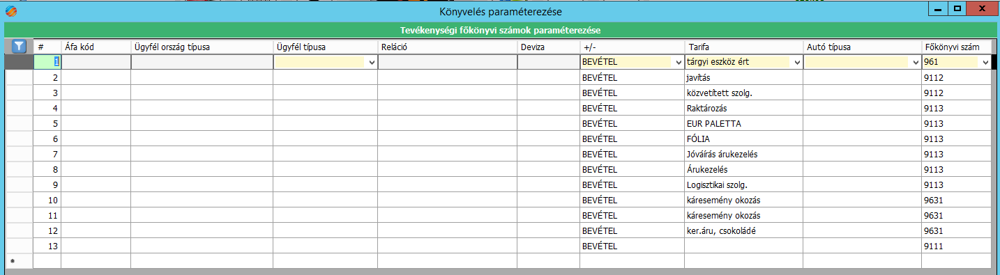 Könyvelés paraméterezése
Tevékenységi főkönyvi számok paraméterezése
# Áfa kód Ügyfél ország típusa Ügyfél típusa Reláció Deviza +/- Tarifa Autó típusa Főkönyvi szám
1 BEVÉTEL tárgyi eszköz ért 961
2 BEVÉTEL javítás 9112
3 BEVÉTEL közvetített szolg. 9112
4 BEVÉTEL Raktározás 9113
5 BEVÉTEL EUR PALETTA 9113
6 BEVÉTEL FÓLIA 9113
7 BEVÉTEL Jóváírás árukezelés 9113
8 BEVÉTEL Árukezelés 9113
9 BEVÉTEL Logisztikai szolg. 9113
10 BEVÉTEL káresemény okozás 9631
11 BEVÉTEL káresemény okozás 9631
12 BEVÉTEL ker.áru, csokoládé 9631
13 BEVÉTEL 9111
*